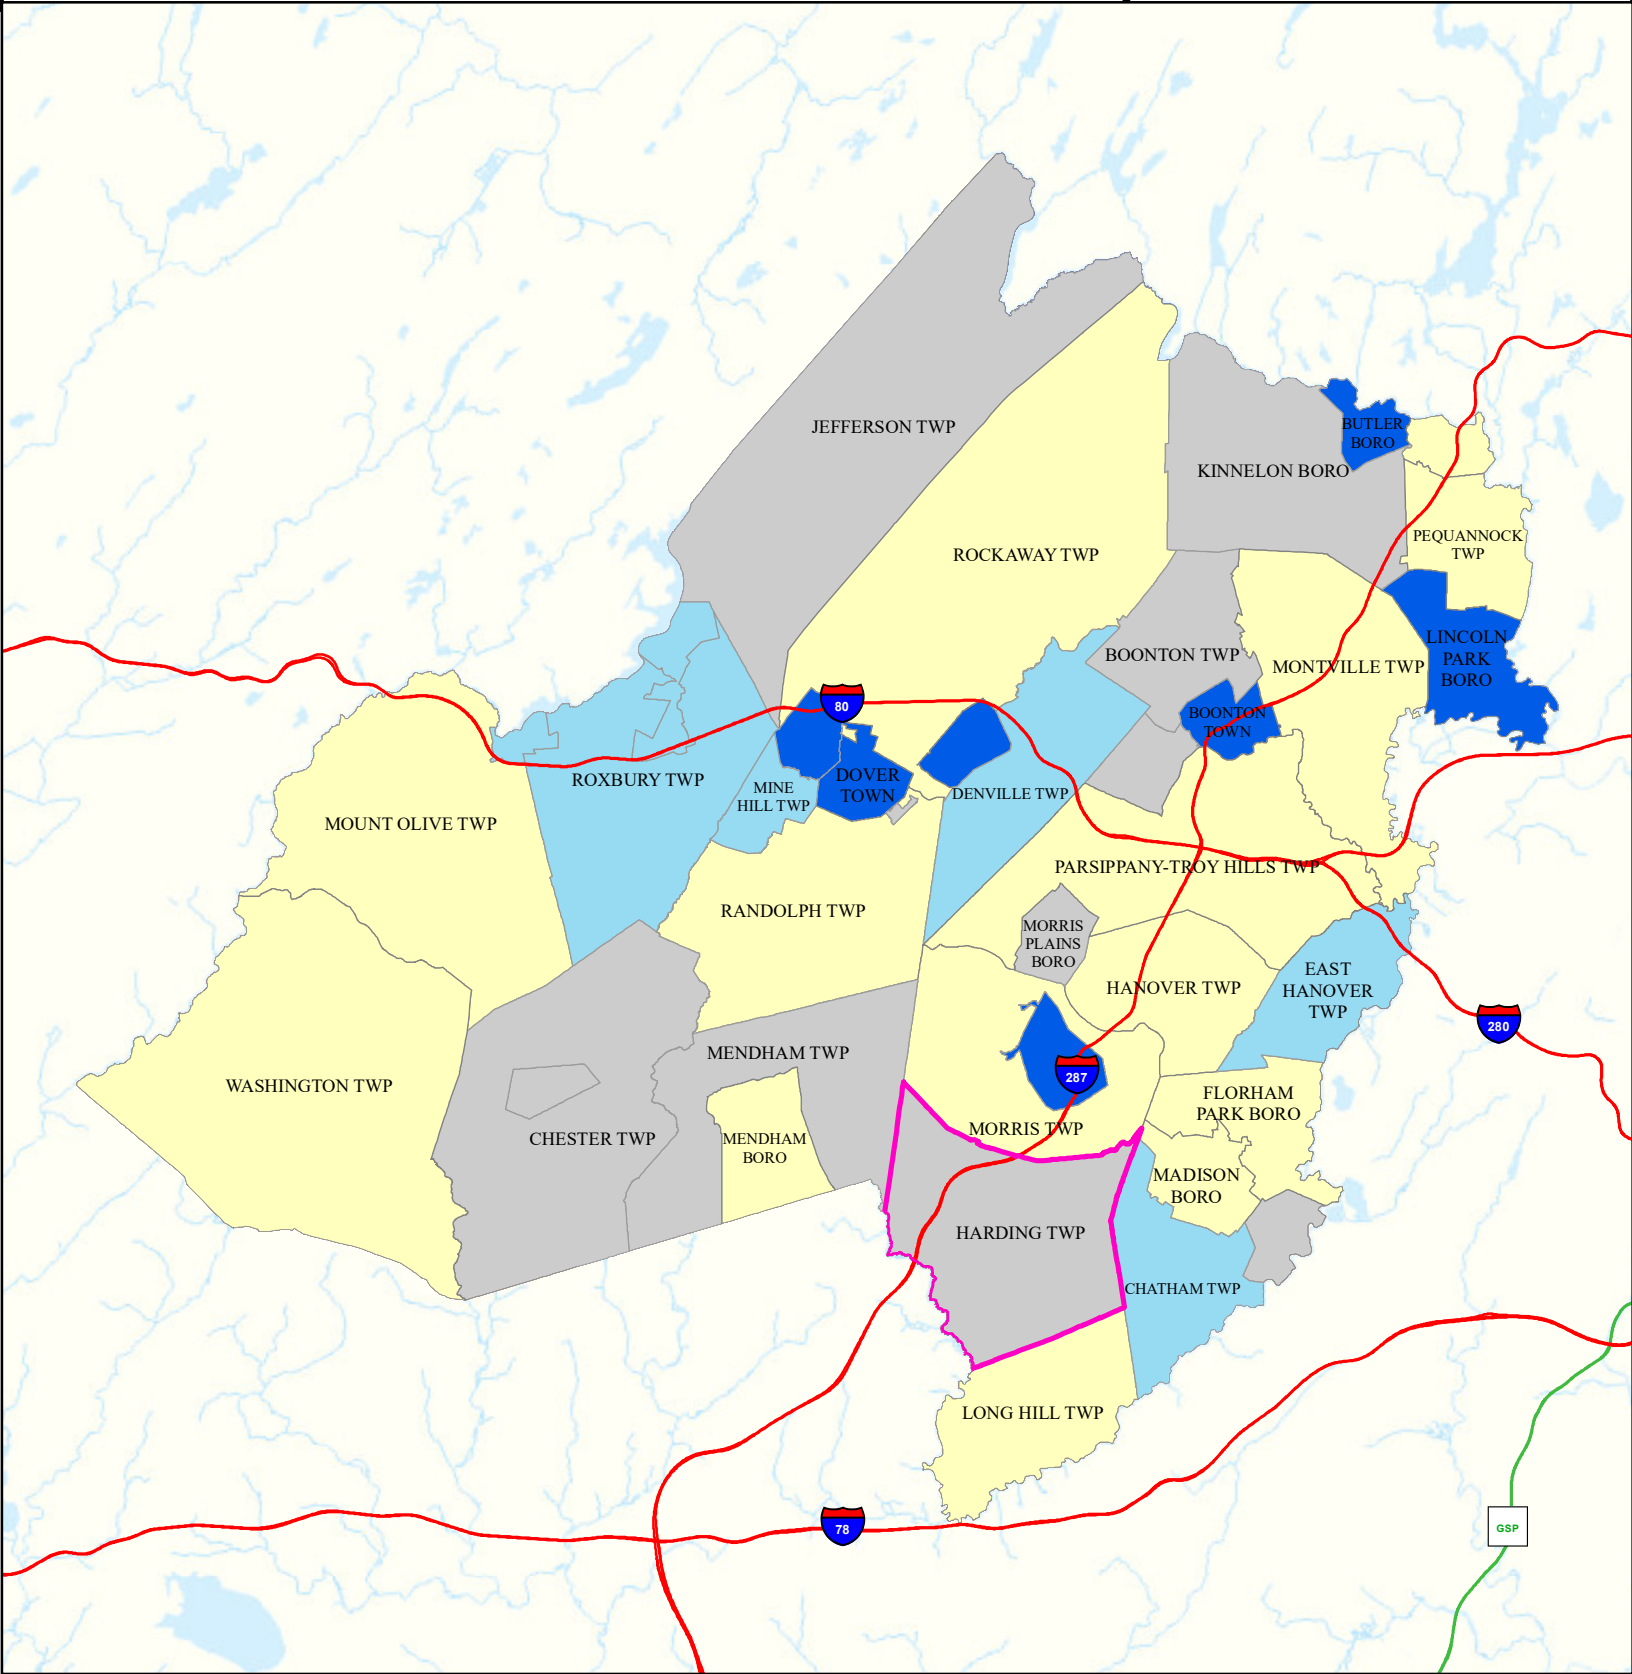 JEFFERSON TWP
BUTLER
BORO
KINNELON BORO
ROCKAWAY TWP
PEQUANNOCK
TWP
LINCOLN
PARK
BORO
BOONTON TWP
MONTVILLE TWP
80
BOONTON
TOWN
ROXBURY TWP
MINE
HILL TWP
DOVER
TOWN
DENVILLE TWP
MOUNT OLIVE TWP
PARSIPPANY-TROY HILLS TWP
RANDOLPH TWP
MORRIS
PLAINS
BORO
EAST
HANOVER
TWP
HANOVER TWP
280
MENDHAM TWP
287
WASHINGTON TWP
FLORHAM
PARK BORO
CHESTER TWP
MENDHAM
BORO
MORRIS TWP
MADISON
BORO
HARDING TWP
CHATHAM TWP
LONG HILL TWP
78
GSP